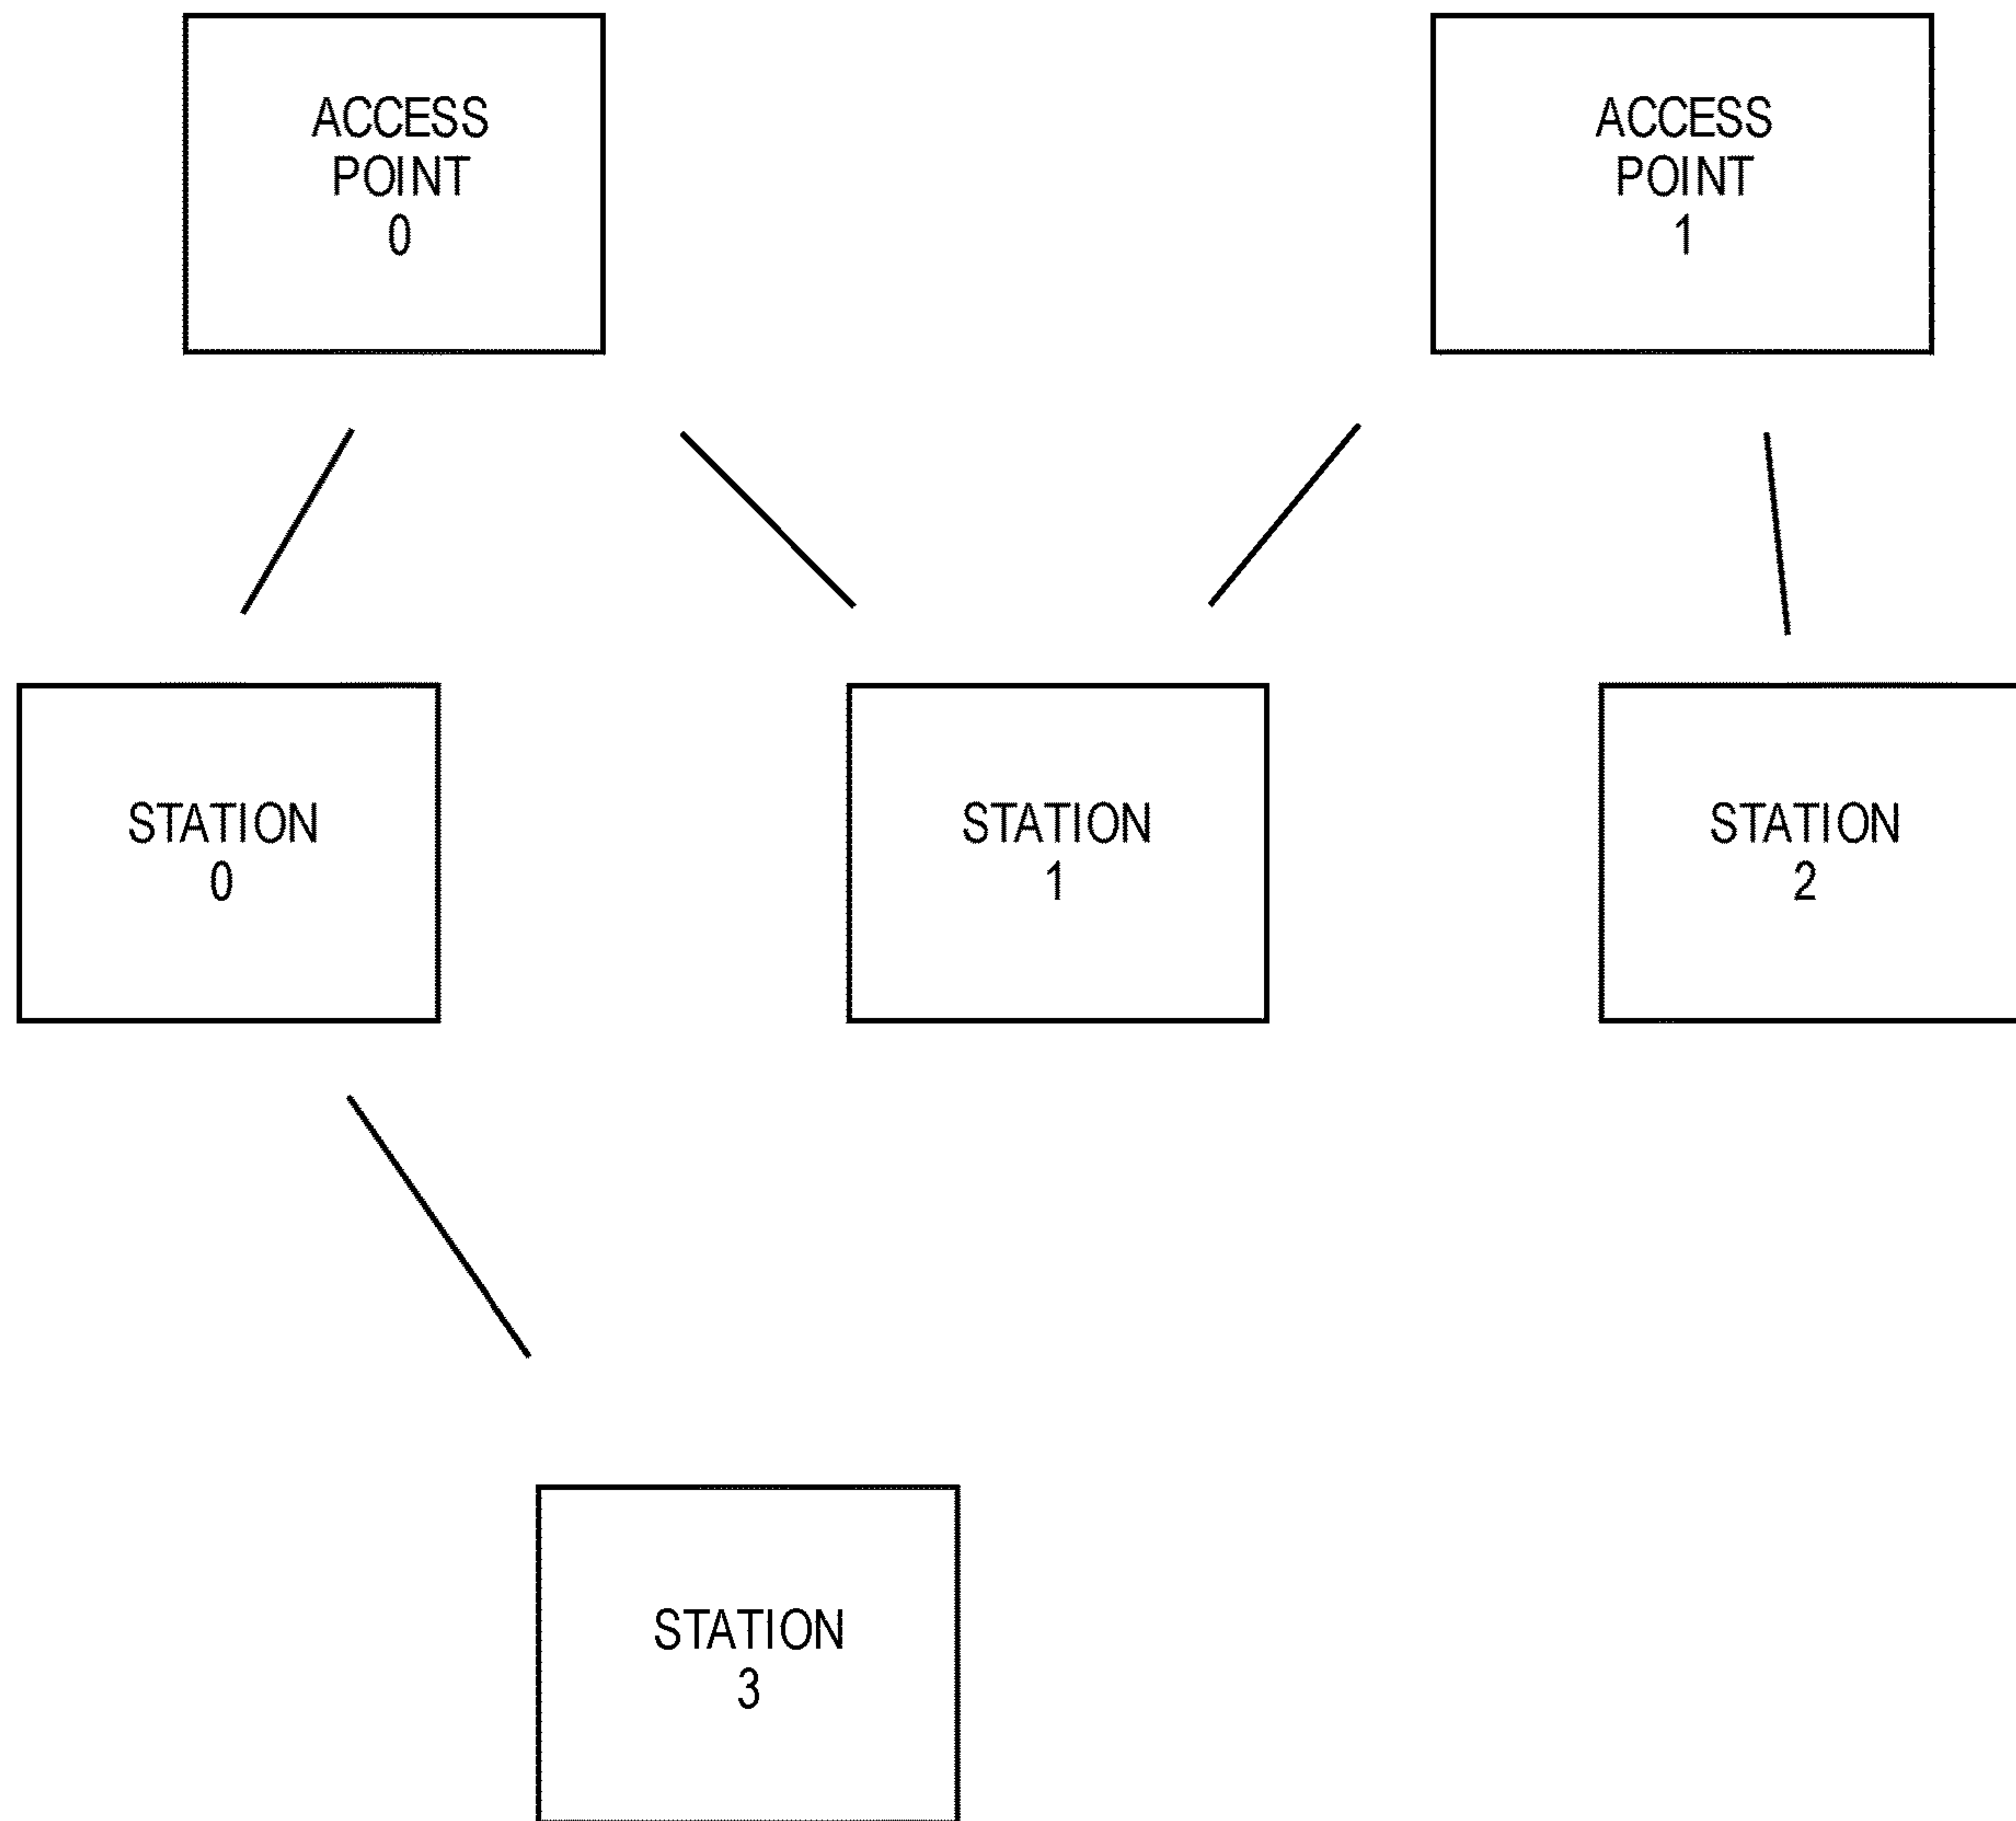 ACCESS
POINT
0
ACCESS
POINT
1
STATION
0
STATION
1
STATION
2
STATION
3